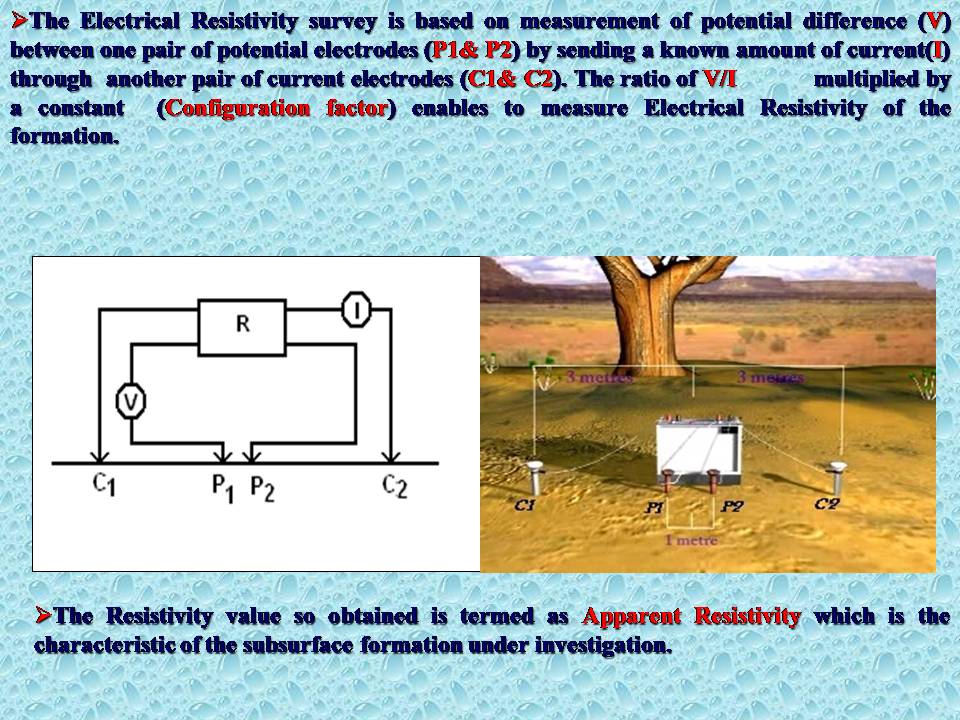 ➢The Electrical Resistivity survey is based on measurement of potential difference (V)
between one pair of potential electrodes (P1& P2) by sending a known amount of current(I)
through another pair of current electrodes (C1& C2). The ratio of V/I multiplied by
a constant (Configuration factor) enables to measure Electrical Resistivity of the
formation.
R
I
V
C1
P1 P2
C2
3 metres
3 metres
C1
P1
P2
C2
1 metre
➢The Resistivity value so obtained is termed as Apparent Resistivity which is the
characteristic of the subsurface formation under investigation.